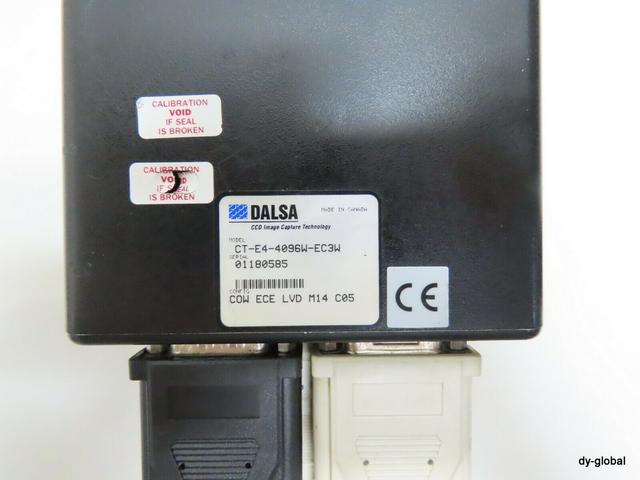 CALIBRATION
VOID
IF SEAL
IS BROKEN
CALIBRATION
VOID
IF SEAL
IS BROKEN
DALSA MADE IN CANADA
CCD Image Capture Technology
MODEL
CT-E4-4096W-EC3W
SERIAL
01180585
CONFIG
COW ECE LVD M14 C05
CE
dy-global